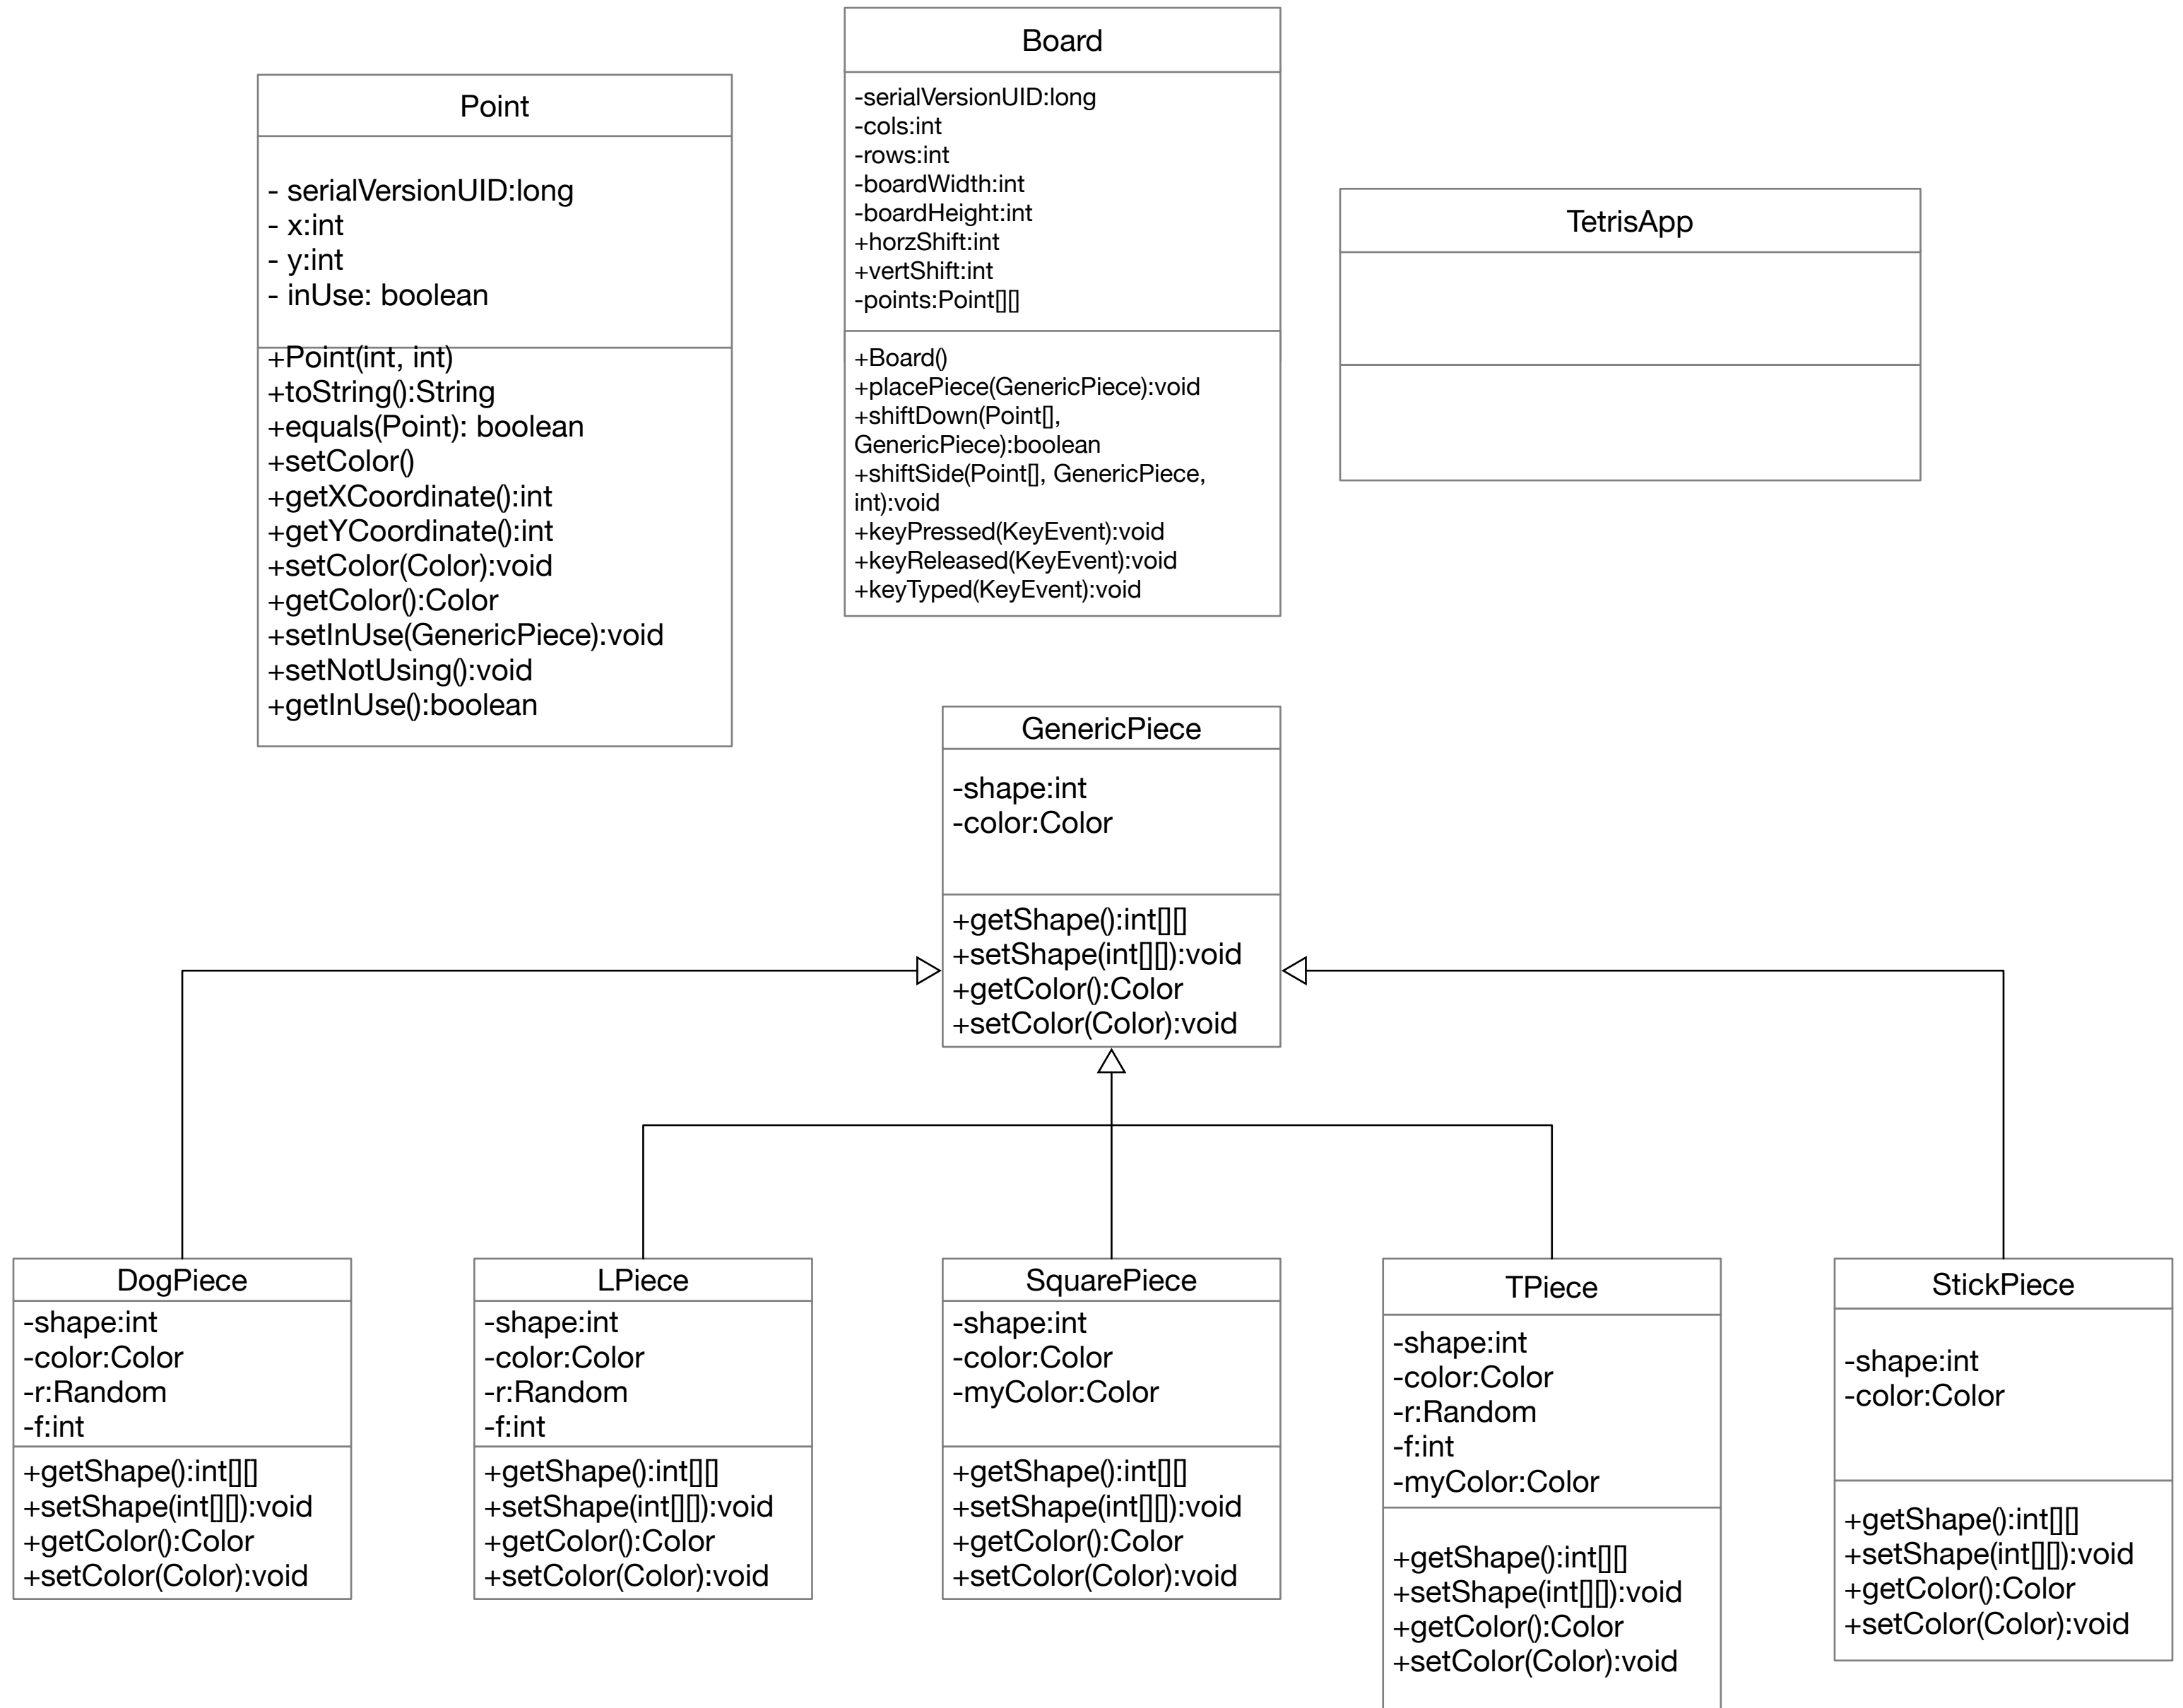 Board
-serialVersionUID:long
-cols:int
-rows:int
-boardWidth:int
-boardHeight:int
+horzShift:int
+vertShift:int
-points:Point[][]
+Board()
+placePiece(GenericPiece):void
+shiftDown(Point[],
GenericPiece):boolean
+shiftSide(Point[], GenericPiece,
int):void
+keyPressed(KeyEvent):void
+keyReleased(KeyEvent):void
+keyTyped(KeyEvent):void
Point
- serialVersionUID:long
- x:int
- y:int
- inUse: boolean
+Point(int, int)
+toString():String
+equals(Point): boolean
+setColor()
+getXCoordinate():int
+getYCoordinate():int
+setColor(Color):void
+getColor():Color
+setInUse(GenericPiece):void
+setNotUsing():void
+getInUse():boolean
TetrisApp
GenericPiece
-shape:int
-color:Color
+getShape():int[][]
+setShape(int[][]):void
+getColor():Color
+setColor(Color):void
DogPiece
-shape:int
-color:Color
-r:Random
-f:int
+getShape():int[][]
+setShape(int[][]):void
+getColor():Color
+setColor(Color):void
LPiece
-shape:int
-color:Color
-r:Random
-f:int
+getShape():int[][]
+setShape(int[][]):void
+getColor():Color
+setColor(Color):void
SquarePiece
-shape:int
-color:Color
-myColor:Color
+getShape():int[][]
+setShape(int[][]):void
+getColor():Color
+setColor(Color):void
TPiece
-shape:int
-color:Color
-r:Random
-f:int
-myColor:Color
+getShape():int[][]
+setShape(int[][]):void
+getColor():Color
+setColor(Color):void
StickPiece
-shape:int
-color:Color
+getShape():int[][]
+setShape(int[][]):void
+getColor():Color
+setColor(Color):void